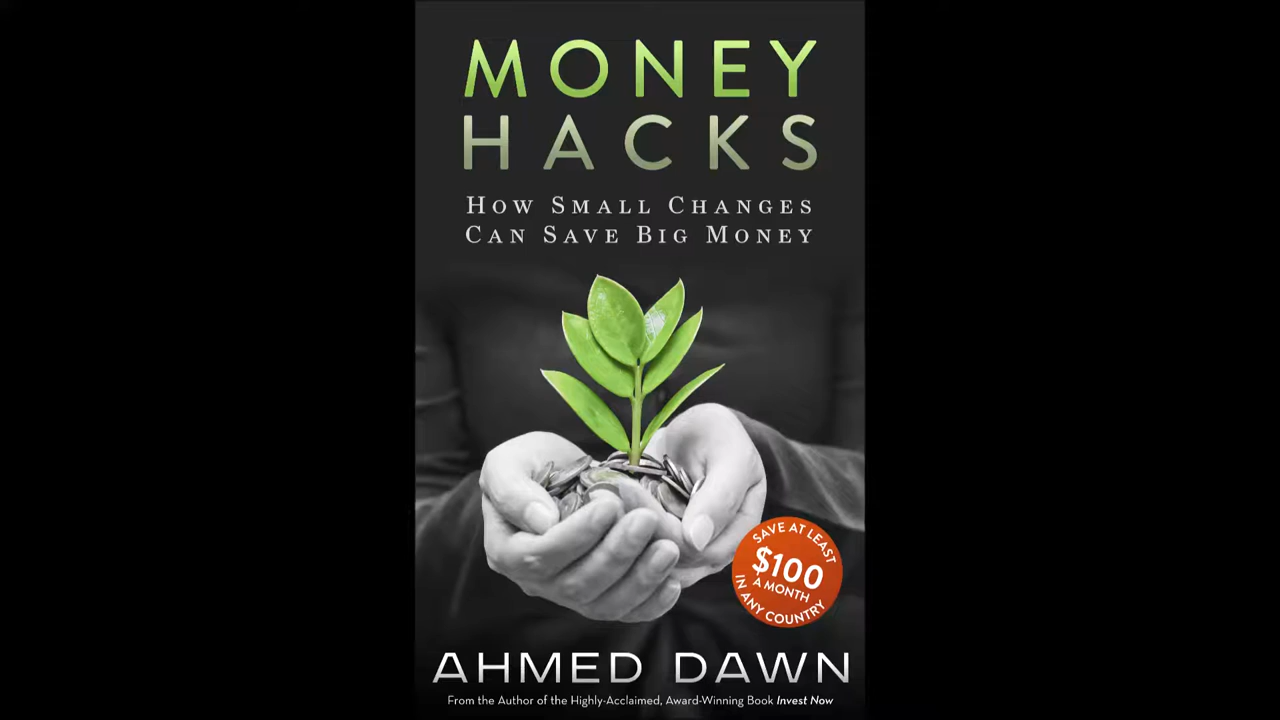 MONEY
HACKS
HOW SMALL CHANGES
CAN SAVE BIG MONEY
SAVE AT LEAST
$100
A MONTH
IN ANY COUNTRY
AHMED DAWN
From the Author of the Highly-Acclaimed, Award-Winning Book Invest Now